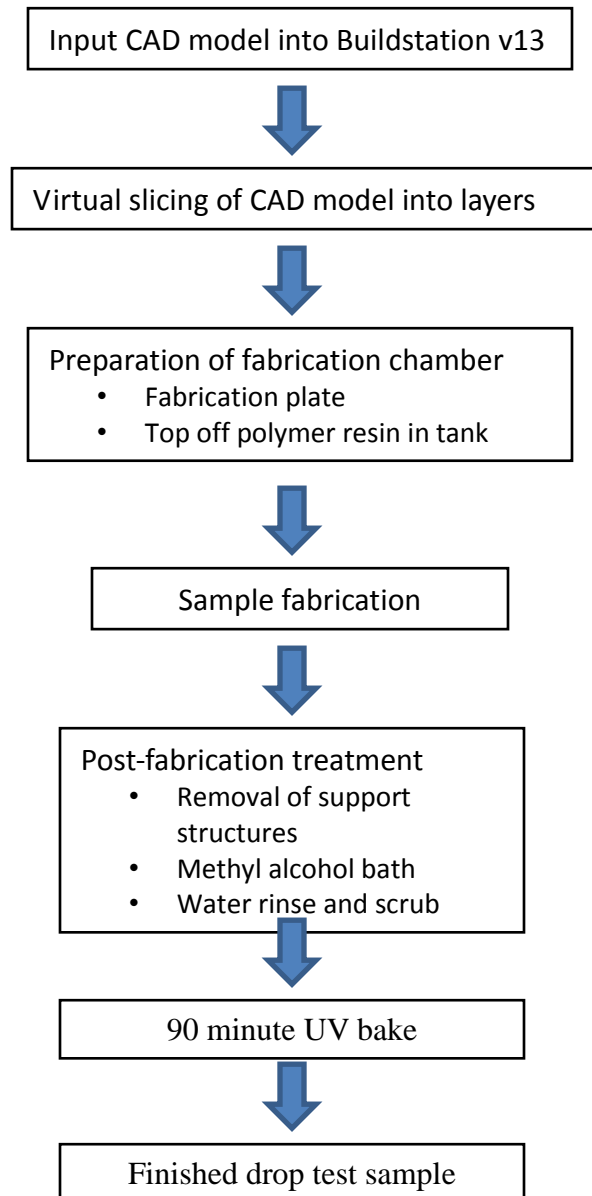 Input CAD model into Buildstation v13
Virtual slicing of CAD model into layers
Preparation of fabrication chamber
• Fabrication plate
• Top off polymer resin in tank
Sample fabrication
Post-fabrication treatment
• Removal of support
structures
• Methyl alcohol bath
• Water rinse and scrub
90 minute UV bake
Finished drop test sample